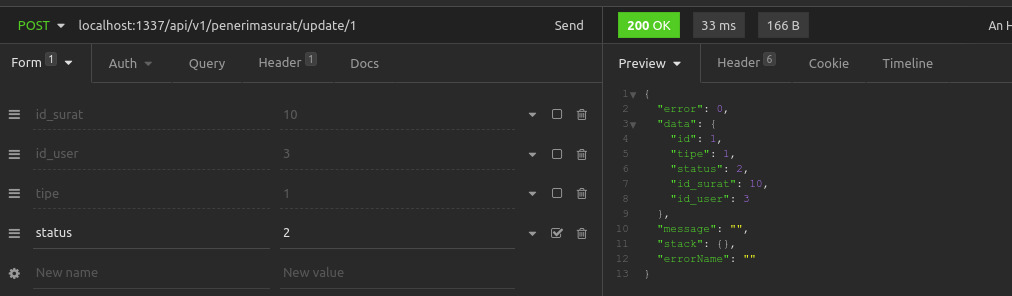 POST localhost:1337/api/v1/penerimasurat/update/1 Send
Form 1 Auth Query Header 1 Docs
id_surat 10
id_user 3
tipe 1
status 2
New name New value
200 OK 33 ms 166 B An H
Preview Header 6 Cookie Timeline
1 {
2 "error": 0,
3 "data": {
4 "id": 1,
5 "tipe": 1,
6 "status": 2,
7 "id_surat": 10,
8 "id_user": 3
9 },
10 "message": "",
11 "stack": {},
12 "errorName": ""
13 }